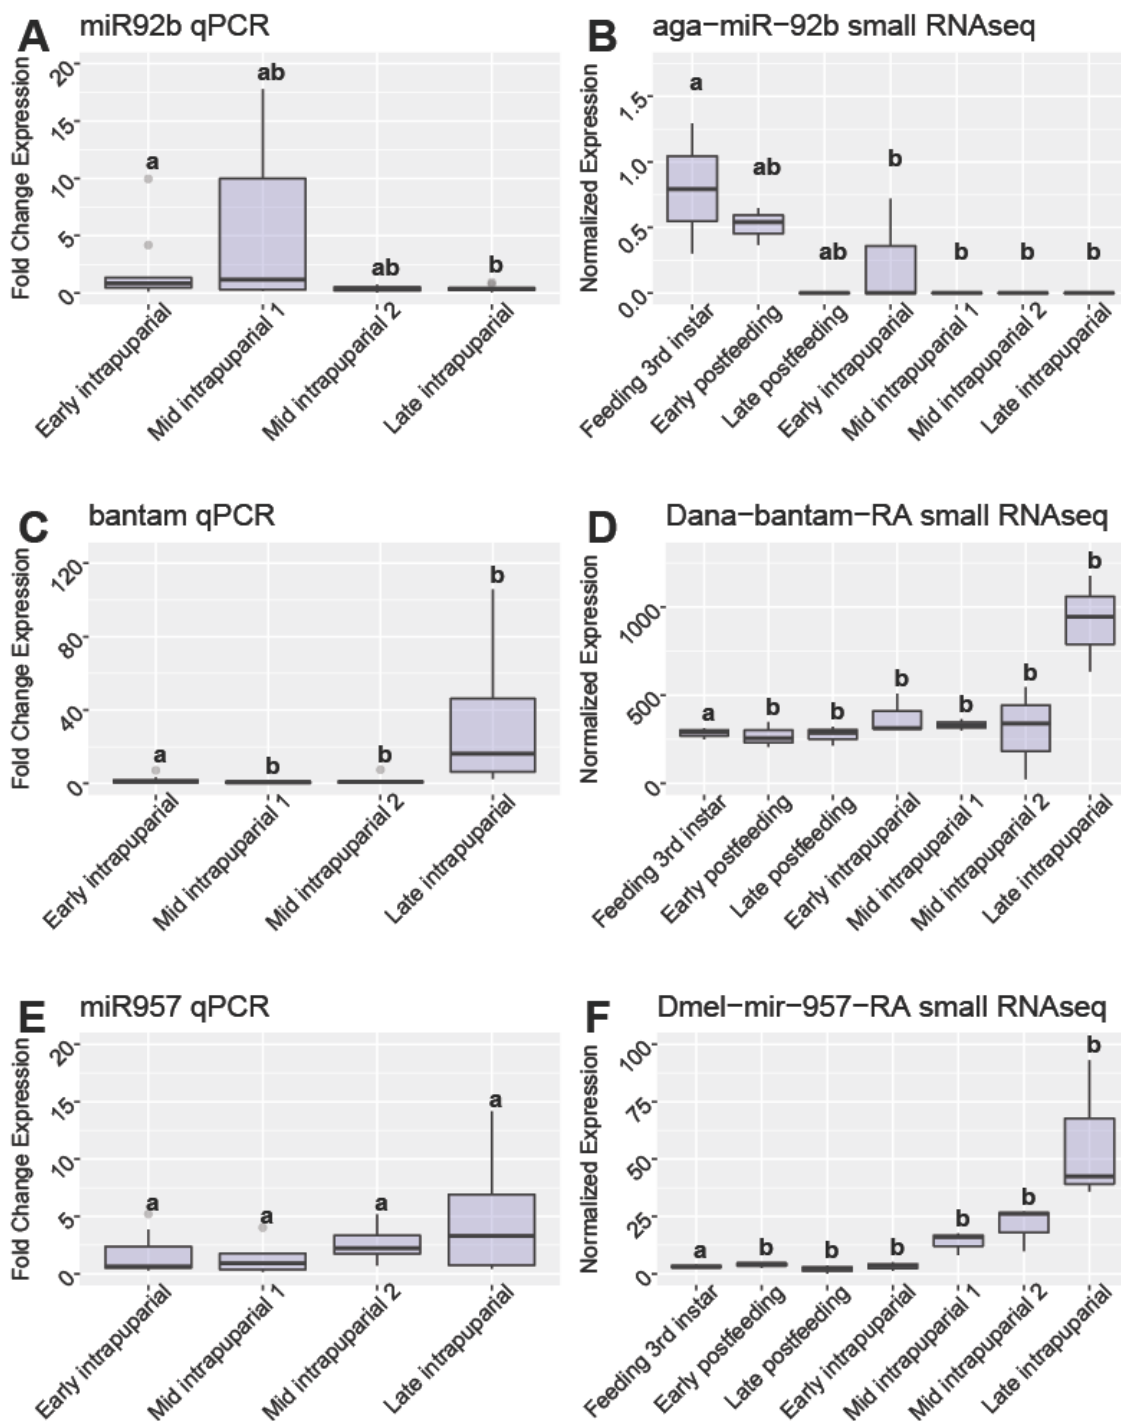 A miR92b qPCR
Fold Change Expression
20
15
10
5
0
a
ab
ab
b
Early intrapuparial
Mid intrapuparial 1
Mid intrapuparial 2
Late intrapuparial
B aga-miR-92b small RNAseq
Normalized Expression
1.5
1.0
0.5
0.0
a
ab
ab
b
b
b
b
Feeding 3rd instar
Early postfeeding
Late postfeeding
Early intrapuparial
Mid intrapuparial 1
Mid intrapuparial 2
Late intrapuparial
C bantam qPCR
Fold Change Expression
120
80
40
0
a
b
b
b
Early intrapuparial
Mid intrapuparial 1
Mid intrapuparial 2
Late intrapuparial
D Dana-bantam-RA small RNAseq
Normalized Expression
1000
500
0
a
b
b
b
b
b
b
Feeding 3rd instar
Early postfeeding
Late postfeeding
Early intrapuparial
Mid intrapuparial 1
Mid intrapuparial 2
Late intrapuparial
E miR957 qPCR
Fold Change Expression
20
15
10
5
0
a
a
a
a
Early intrapuparial
Mid intrapuparial 1
Mid intrapuparial 2
Late intrapuparial
F Dmel-mir-957-RA small RNAseq
Normalized Expression
100
75
50
25
0
a
b
b
b
b
b
b
Feeding 3rd instar
Early postfeeding
Late postfeeding
Early intrapuparial
Mid intrapuparial 1
Mid intrapuparial 2
Late intrapuparial